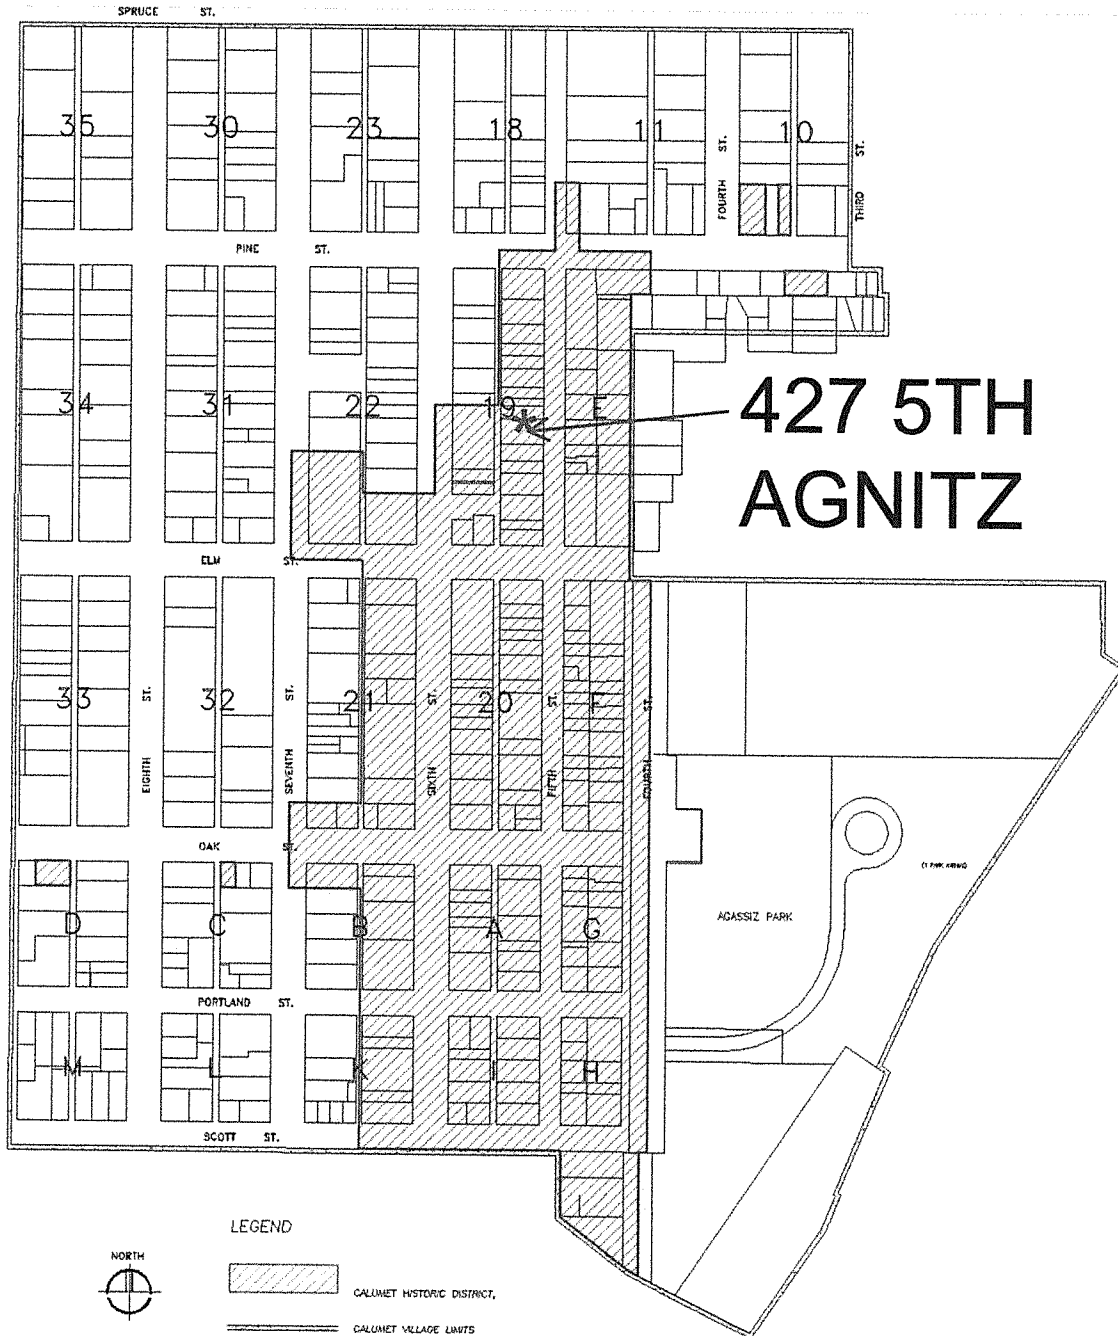 SPRUCE ST.
35 30 23 18 11 10
FOURTH ST.
THIRD ST.
PINE ST.
34 31 22 19 E
427 5TH
AGNITZ
ELM ST.
33 32 21 20 F
EIGHTH ST.
SEVENTH ST.
SIXTH ST.
FIFTH ST.
FOURTH ST.
OAK ST.
D C B A G
AGASSIZ PARK
PORTLAND ST.
M L K I H
SCOTT ST.
LEGEND
NORTH
CALUMET HISTORIC DISTRICT,
CALUMET VILLAGE LIMITS